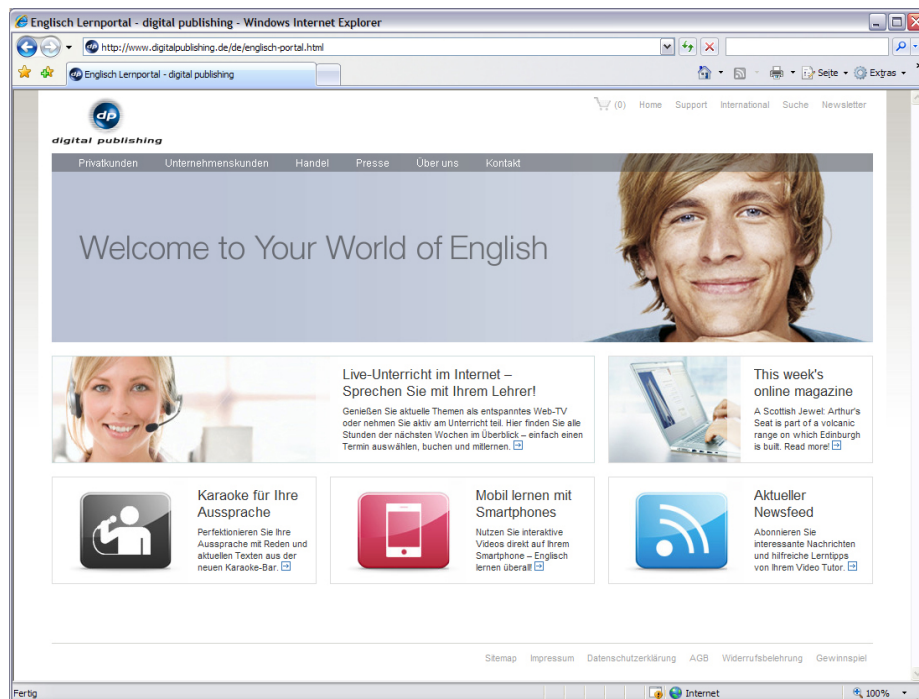 Englisch Lernportal - digital publishing - Windows Internet Explorer
http://www.digitalpublishing.de/de/englisch-portal.html
Englisch Lernportal - digital publishing
Seite Extras
dp
digital publishing
(0) Home Support International Suche Newsletter
Privatkunden Unternehmenskunden Handel Presse Über uns Kontakt
Welcome to Your World of English
Live-Unterricht im Internet –
Sprechen Sie mit Ihrem Lehrer!
Genießen Sie aktuelle Themen als entspanntes Web-TV
oder nehmen Sie aktiv am Unterricht teil. Hier finden Sie alle
Stunden der nächsten Wochen im Überblick – einfach einen
Termin auswählen, buchen und mitlernen.
This week's
online magazine
A Scottish Jewel: Arthur's
Seat is part of a volcanic
range on which Edinburgh
is built. Read more!
Karaoke für Ihre
Aussprache
Perfektionieren Sie Ihre
Aussprache mit Reden und
aktuellen Texten aus der
neuen Karaoke-Bar.
Mobil lernen mit
Smartphones
Nutzen Sie interaktive
Videos direkt auf Ihrem
Smartphone – Englisch
lernen überall!
Aktueller
Newsfeed
Abonnieren Sie
interessante Nachrichten
und hilfreiche Lerntipps
von Ihrem Video Tutor.
Sitemap Impressum Datenschutzerklärung AGB Widerrufsbelehrung Gewinnspiel
Fertig Internet 100%